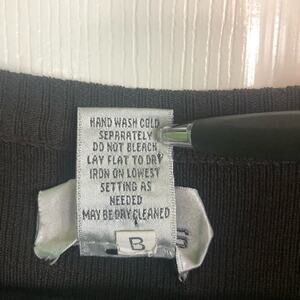 HAND WASH COLD
SEPARATELY
DO NOT BLEACH
LAY FLAT TO DRY
IRON ON LOWEST
SETTING AS
NEEDED
MAY BE DRY CLEANED
B